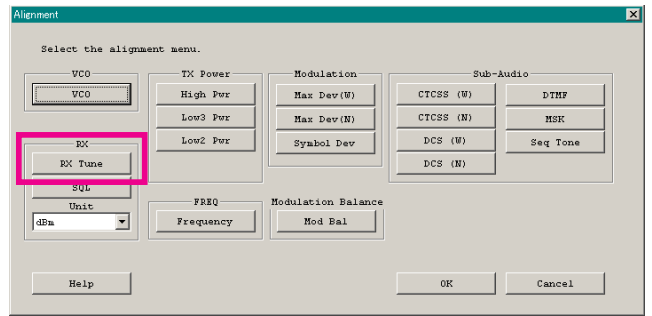 Alignment
Select the alignment menu.
VCO
VCO
TX Power
High Pwr
Low3 Pwr
Low2 Pwr
Modulation
Max Dev(W)
Max Dev(N)
Symbol Dev
Sub-Audio
CTCSS (W)
DTMF
CTCSS (N)
MSK
DCS (W)
Seq Tone
DCS (N)
RX
RX Tune
SQL
Unit
dBm
FREQ
Frequency
Modulation Balance
Mod Bal
Help
OK
Cancel